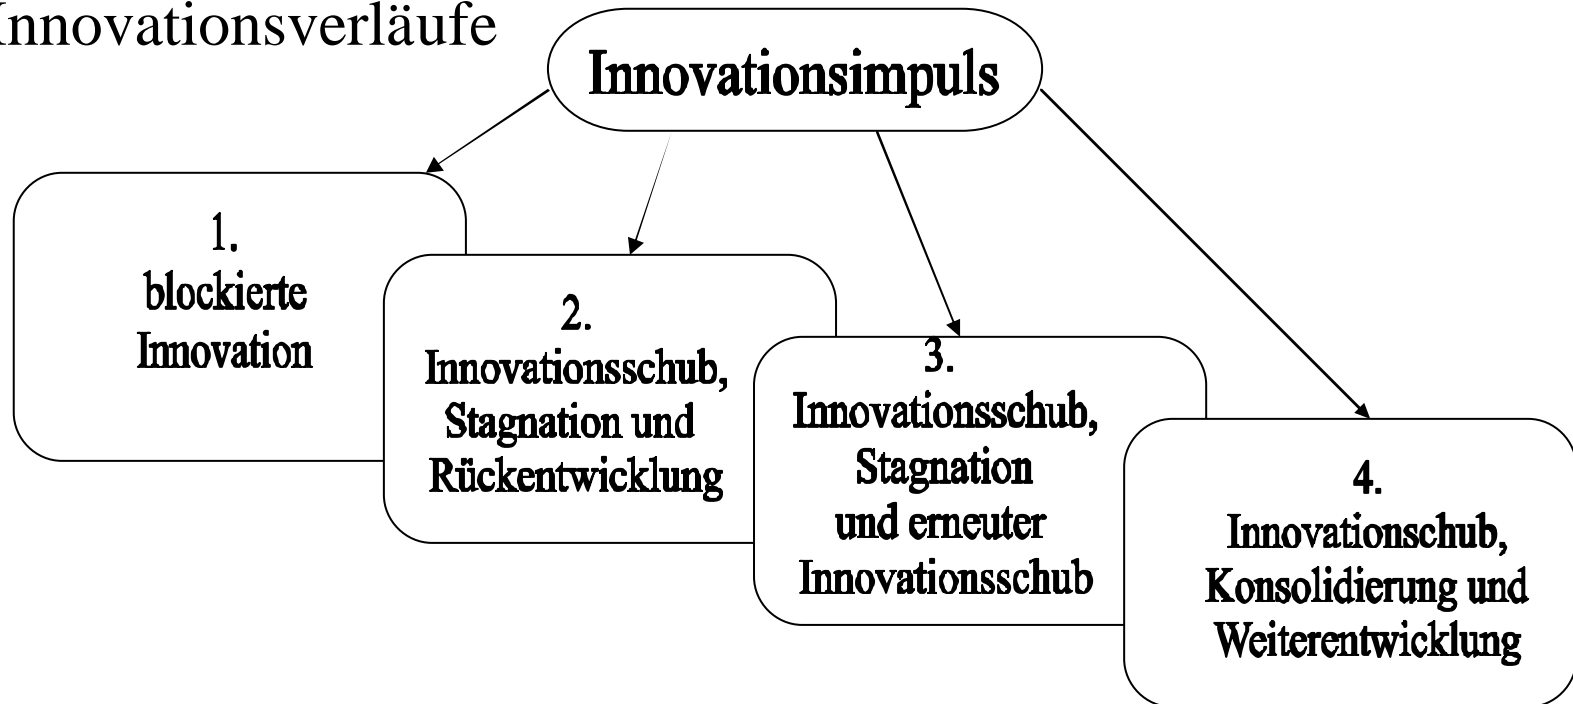 Innovationsverläufe
Innovationsimpuls
1.
blockierte
Innovation
2.
Innovationsschub,
Stagnation und
Rückentwicklung
3.
Innovationsschub,
Stagnation
und erneuter
Innovationsschub
4.
Innovationschub,
Konsolidierung und
Weiterentwicklung